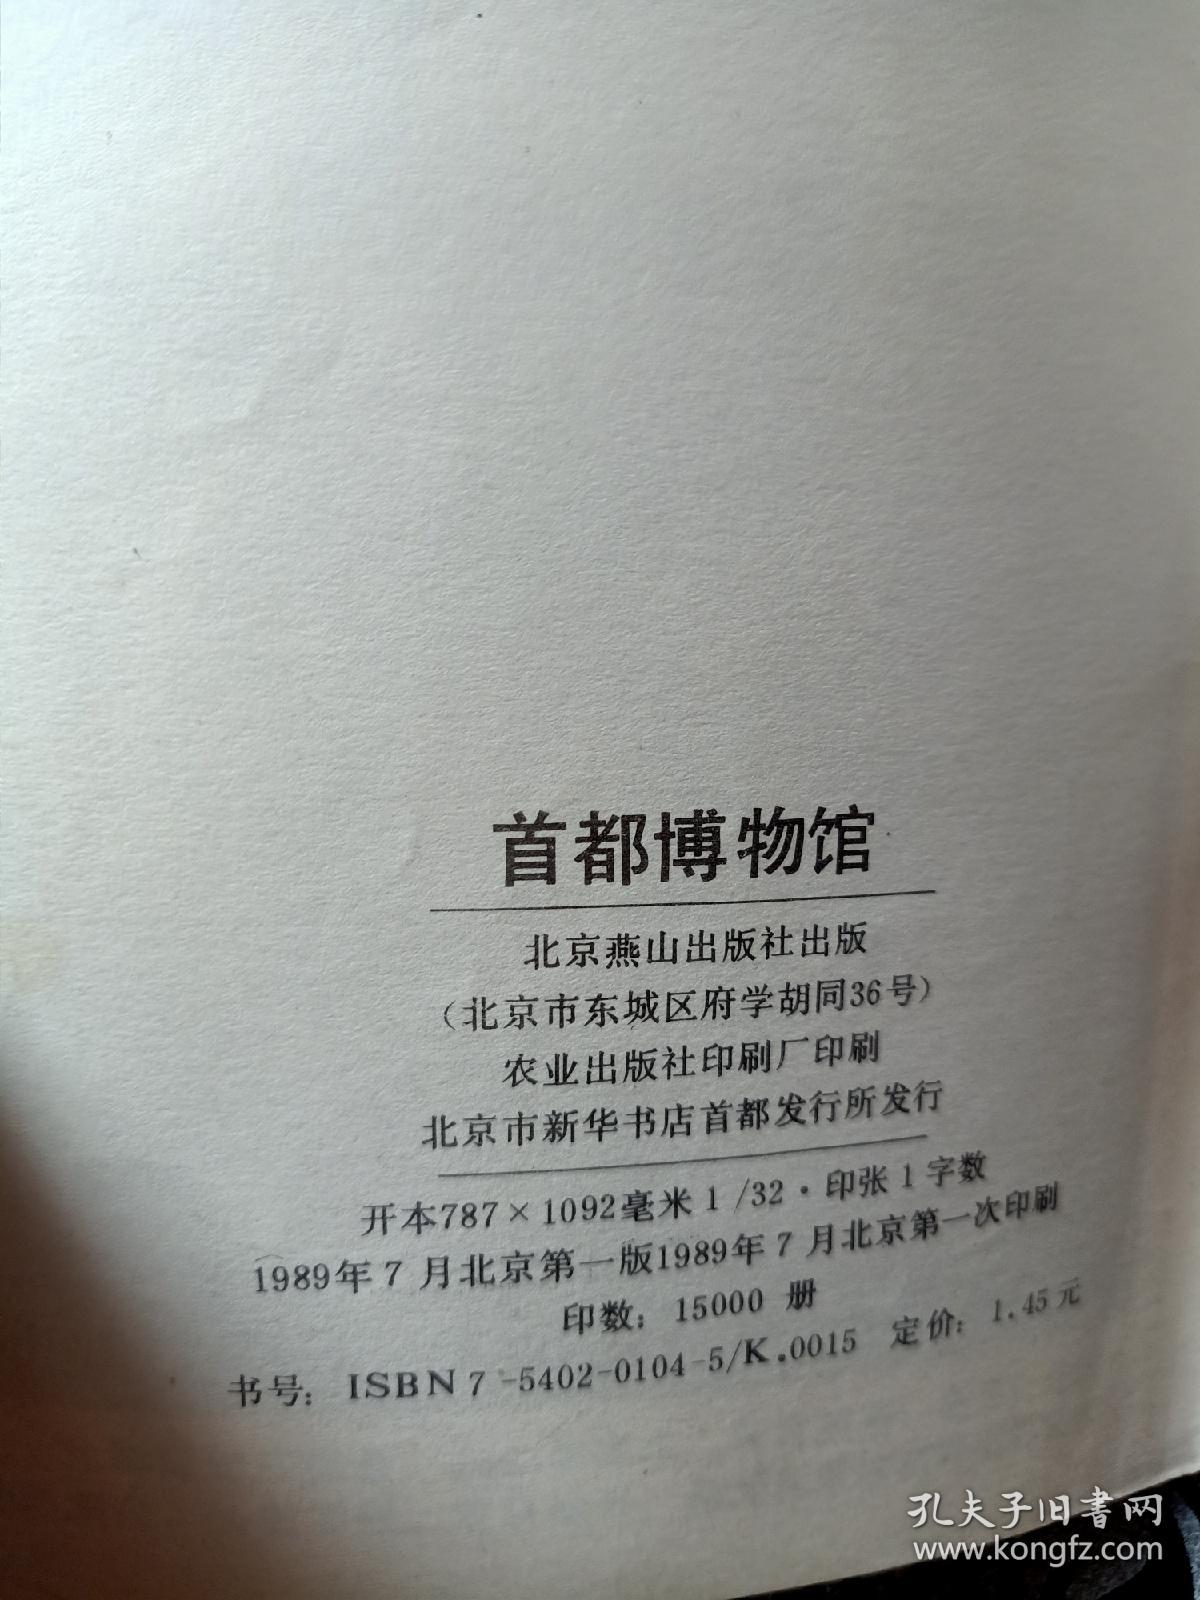 首都博物馆
北京燕山出版社出版
（北京市东城区府学胡同36号）
农业出版社印刷厂印刷
北京市新华书店首都发行所发行
开本787×1092毫米1/32·印张1字数
1989年7月北京第一版1989年7月北京第一次印刷
印数：15000 册
书号：ISBN7-5402-0104-5/K.0015 定价：1.45元
孔夫子旧書网
www.kongfz.com